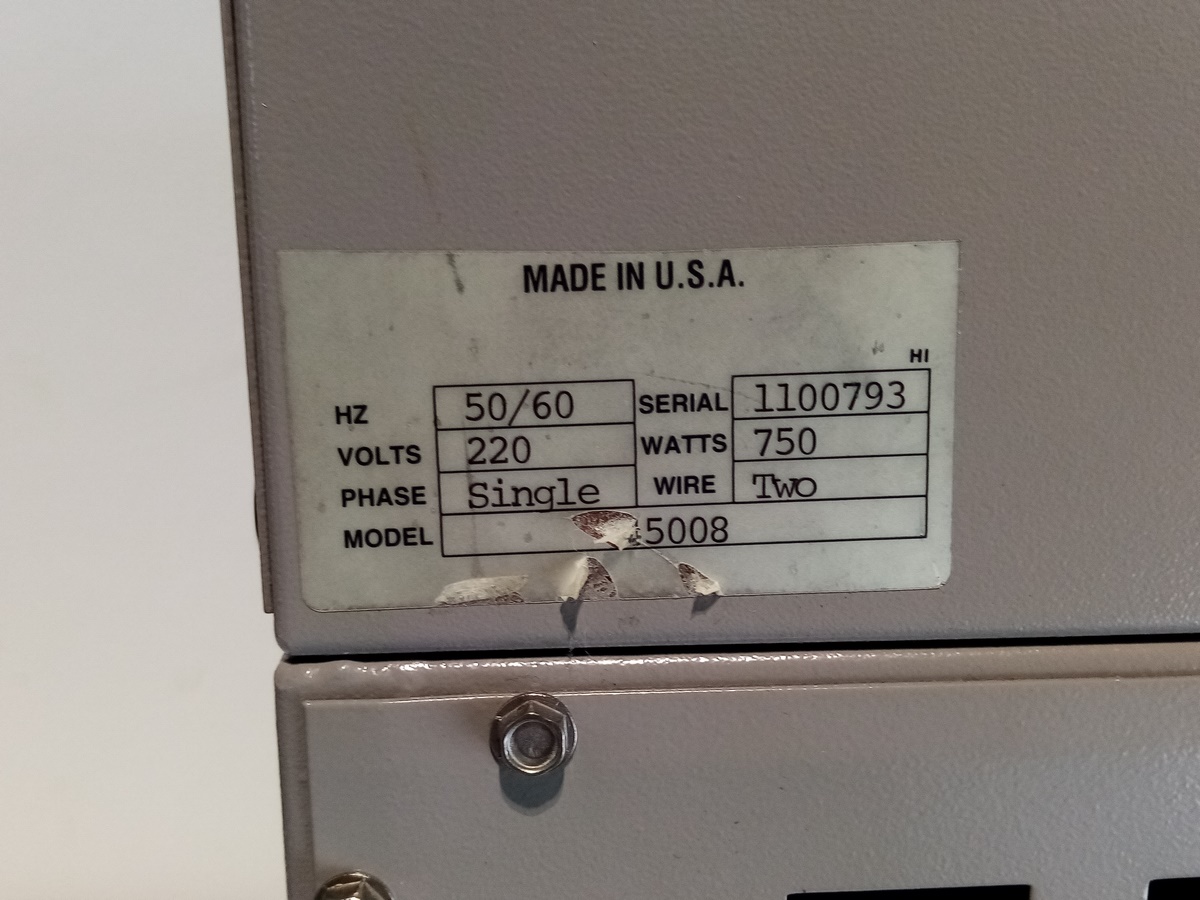 MADE IN U.S.A.
HI
HZ 50/60 SERIAL 1100793
VOLTS 220 WATTS 750
PHASE Single WIRE Two
MODEL 5008